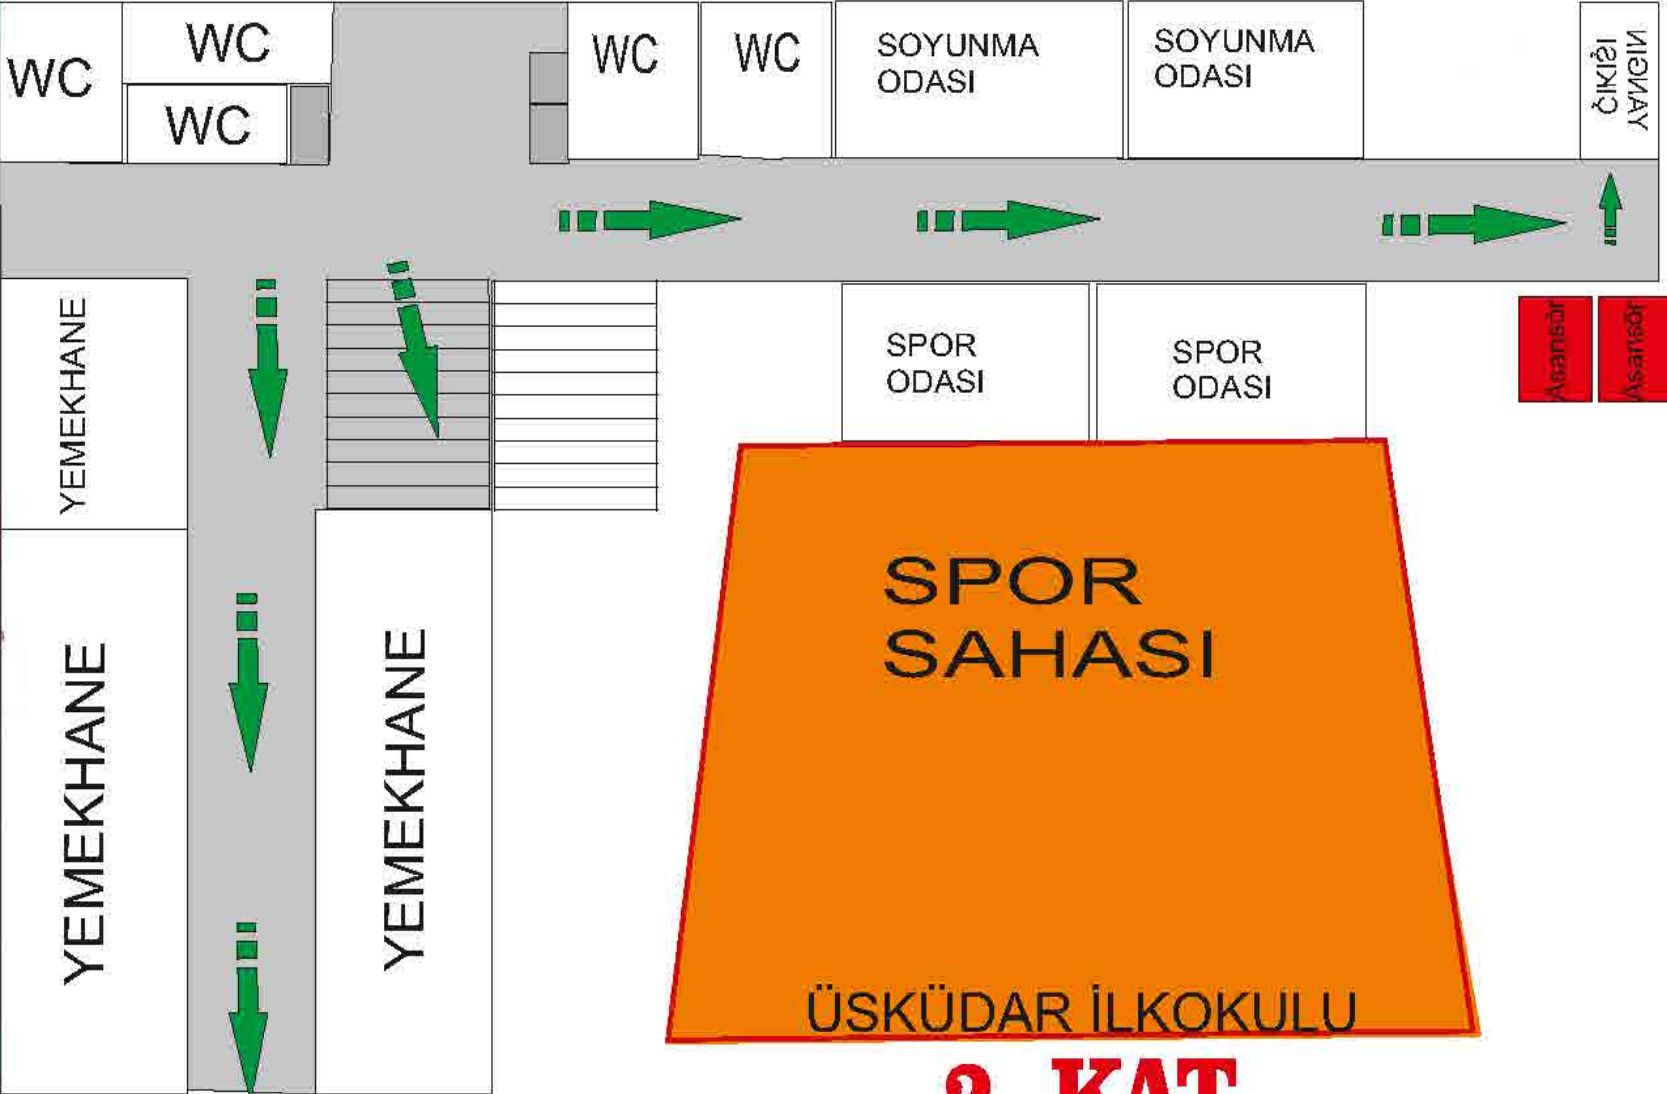 WC
WC
WC
WC
WC
SOYUNMA
ODASI
SOYUNMA
ODASI
YANGIN
ÇIKIŞI
YEMEKHANE
SPOR
ODASI
SPOR
ODASI
Asansör
Asansör
YEMEKHANE
YEMEKHANE
SPOR
SAHASI
ÜSKÜDAR İLKOKULU
KAT